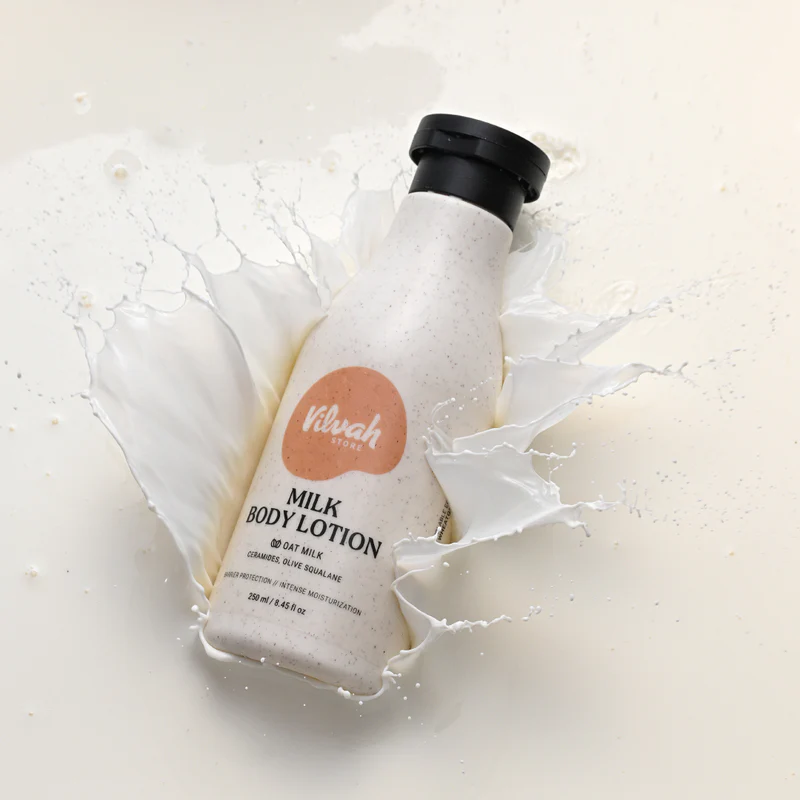 Vilvah
STORE
MILK
BODY LOTION
OAT MILK
CERAMIDES, OLIVE SQUALANE
BARRIER PROTECTION // INTENSE MOISTURIZATION
250 ml / 8.45 fl oz